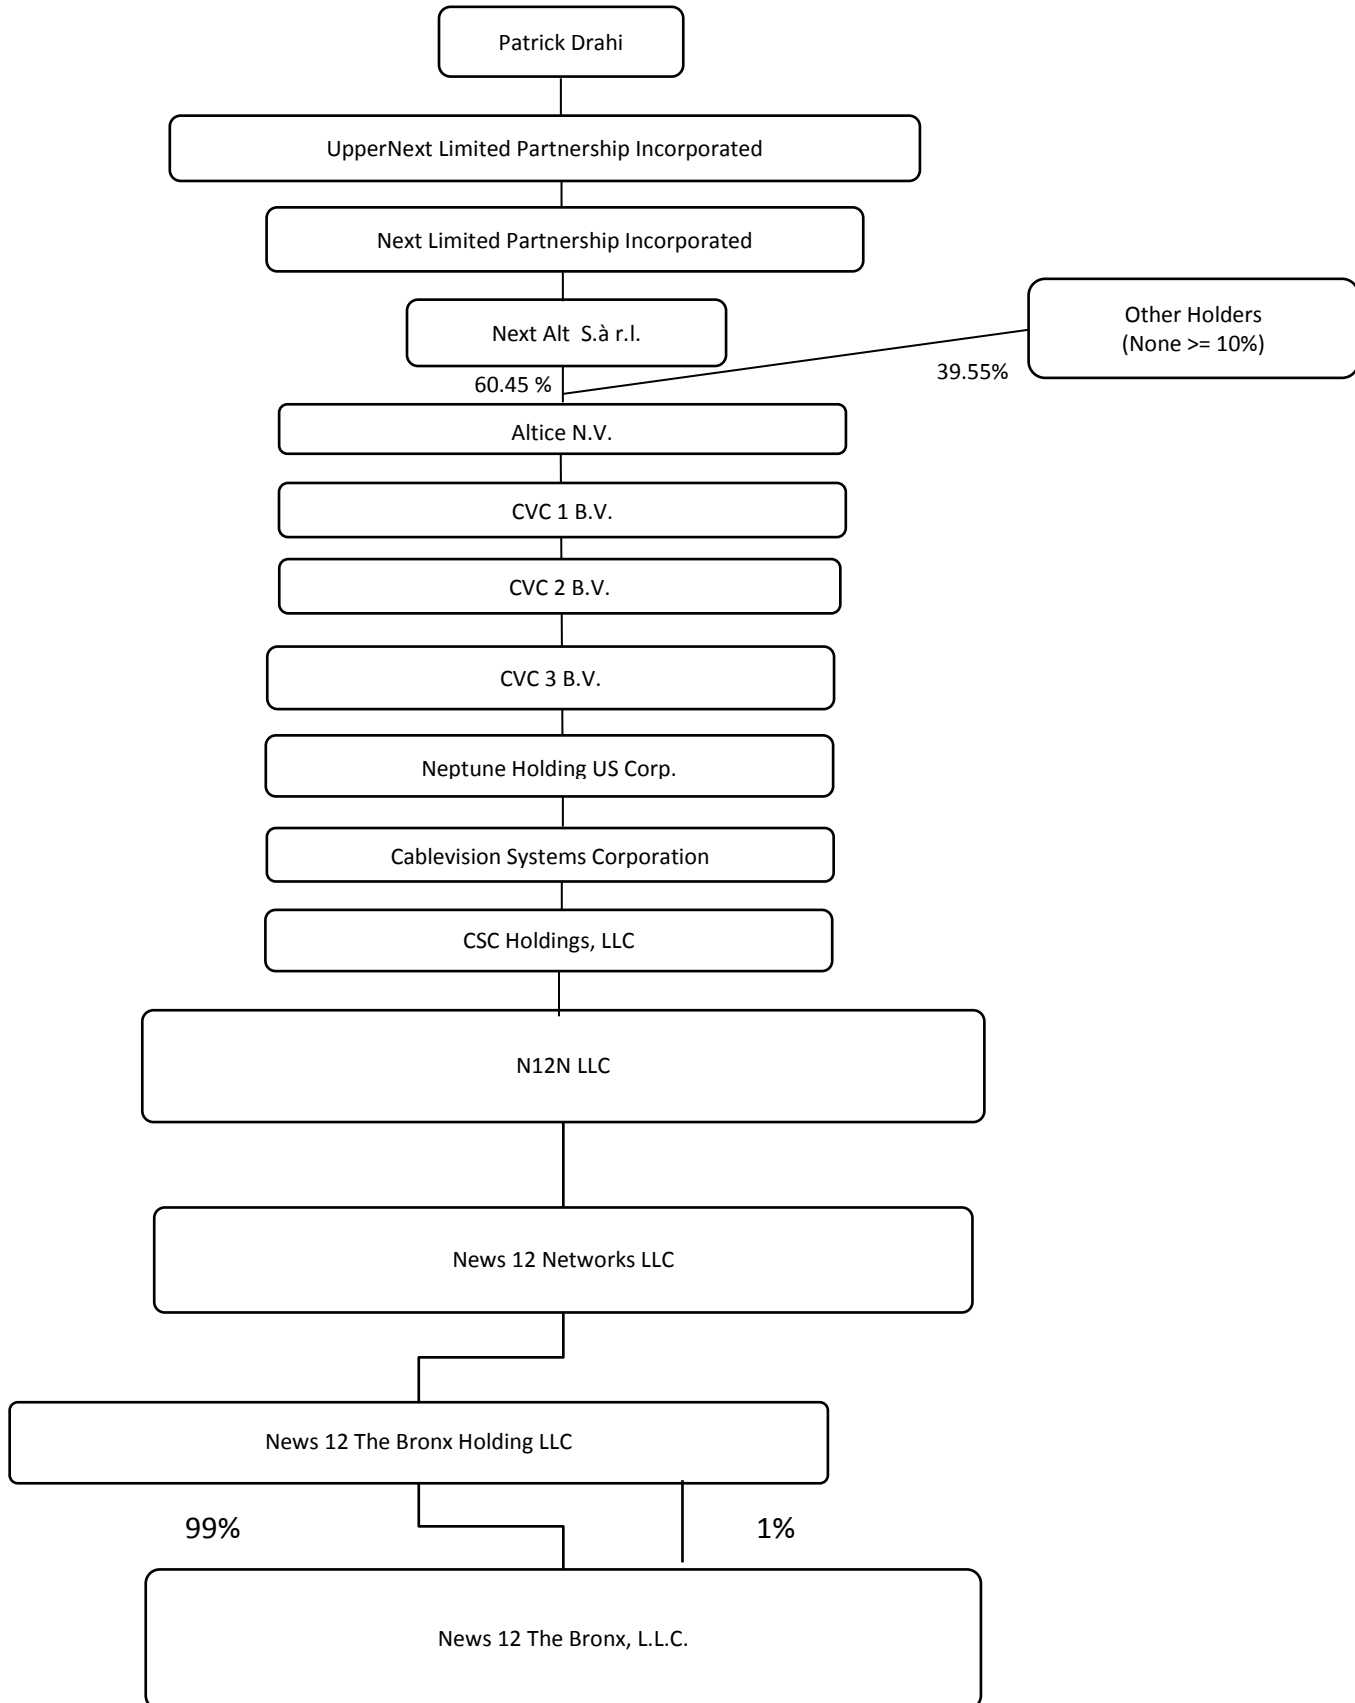 Patrick Drahi
UpperNext Limited Partnership Incorporated
Next Limited Partnership Incorporated
Next Alt S.à r.l.
Other Holders
(None >= 10%)
60.45 %
39.55%
Altice N.V.
CVC 1 B.V.
CVC 2 B.V.
CVC 3 B.V.
Neptune Holding US Corp.
Cablevision Systems Corporation
CSC Holdings, LLC
N12N LLC
News 12 Networks LLC
News 12 The Bronx Holding LLC
99%
1%
News 12 The Bronx, L.L.C.